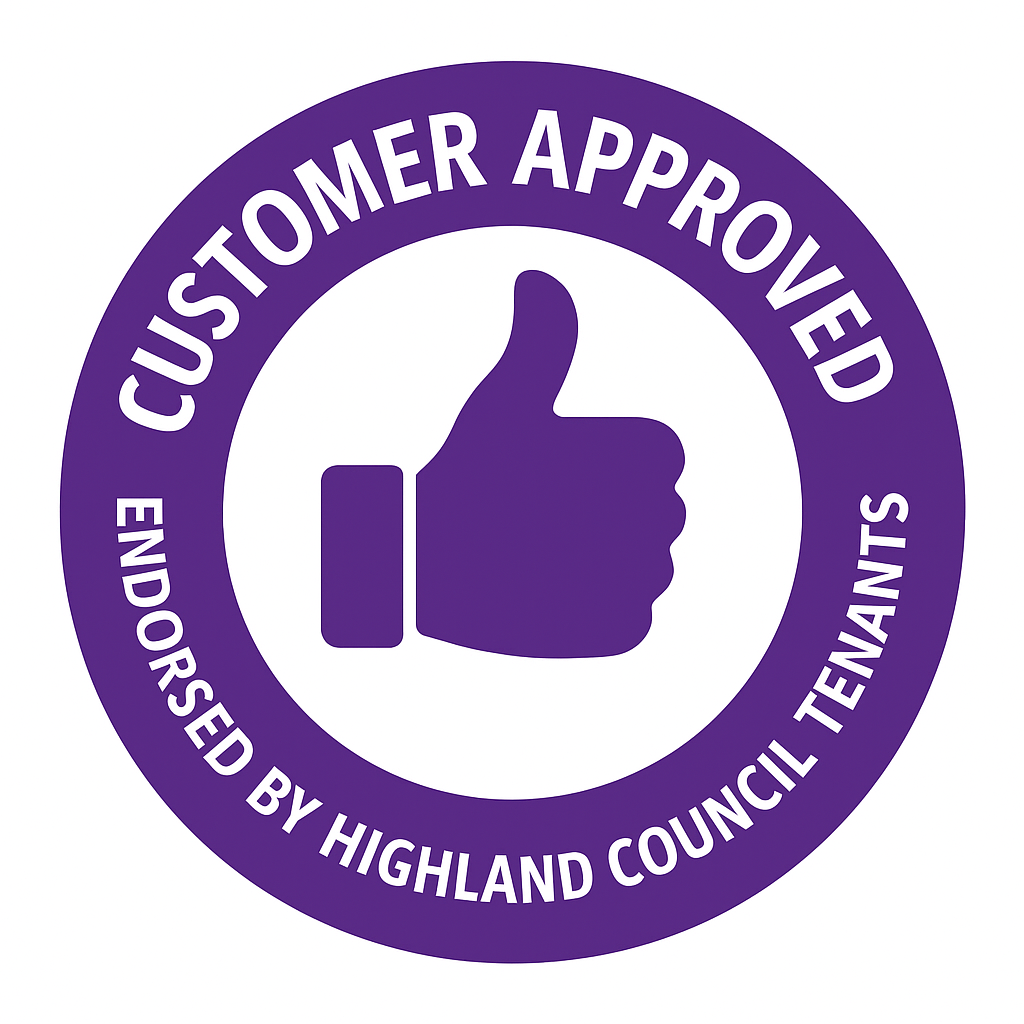 CUSTOMER APPROVED
ENDORSED BY HIGHLAND COUNCIL TENANTS